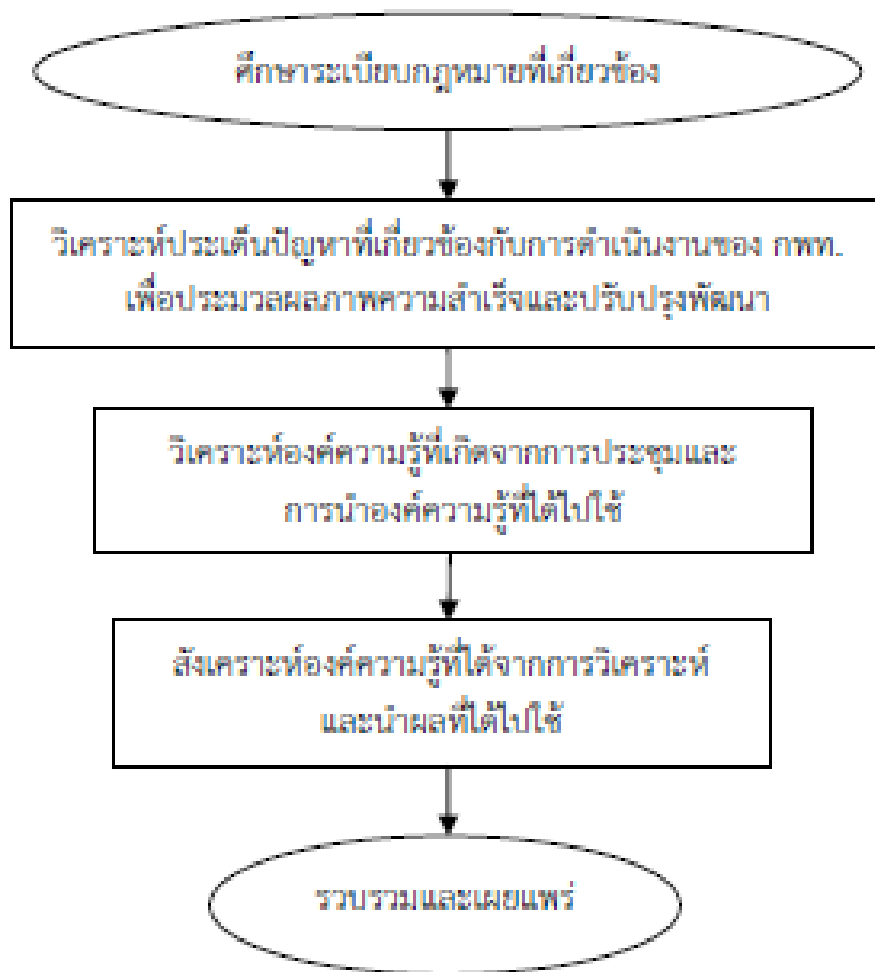 ศึกษาระเบียบกฎหมายที่เกี่ยวข้อง
วิเคราะห์ประเด็นปัญหาที่เกี่ยวข้องกับการดำเนินงานของ กพท.
เพื่อประมวลผลภาพความสำเร็จและปรับปรุงพัฒนา
วิเคราะห์องค์ความรู้ที่เกิดจากการประชุมและ
การนำองค์ความรู้ที่ได้ไปใช้
สังเคราะห์องค์ความรู้ที่ได้จากการวิเคราะห์
และนำผลที่ได้ไปใช้
รวบรวมและเผยแพร่